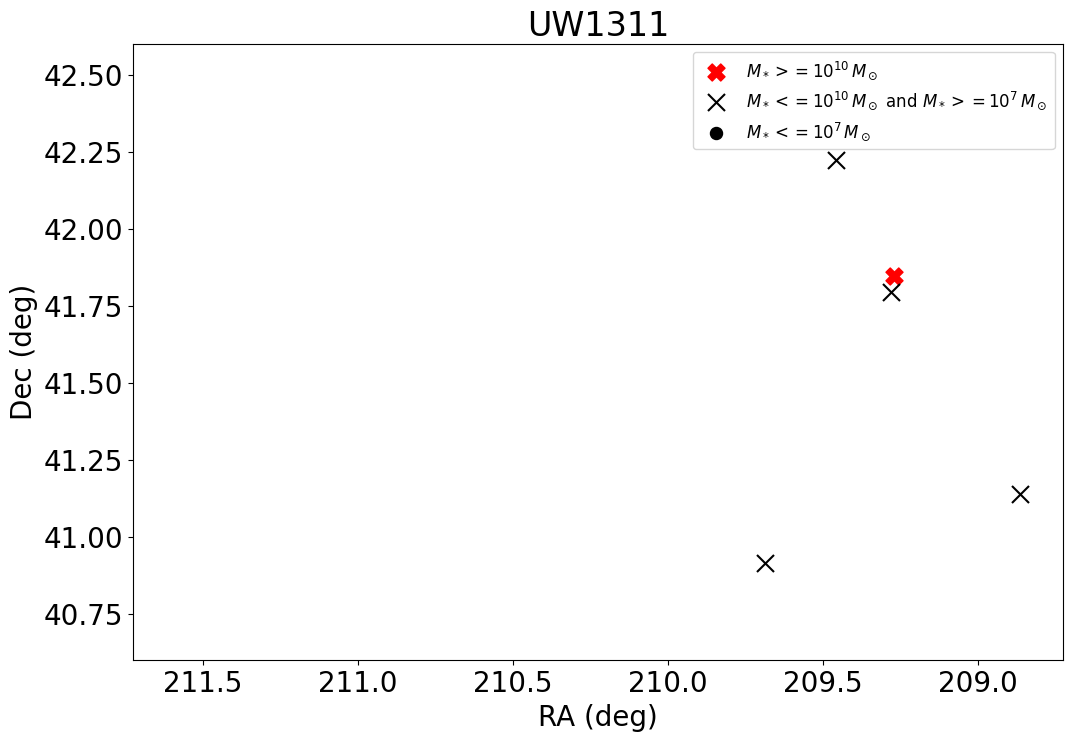 UW1311
M* >= 10^10 M⊙
M* <= 10^10 M⊙ and M* >= 10^7 M⊙
M* <= 10^7 M⊙
42.50
42.25
42.00
41.75
41.50
41.25
41.00
40.75
Dec (deg)
211.5 211.0 210.5 210.0 209.5 209.0
RA (deg)